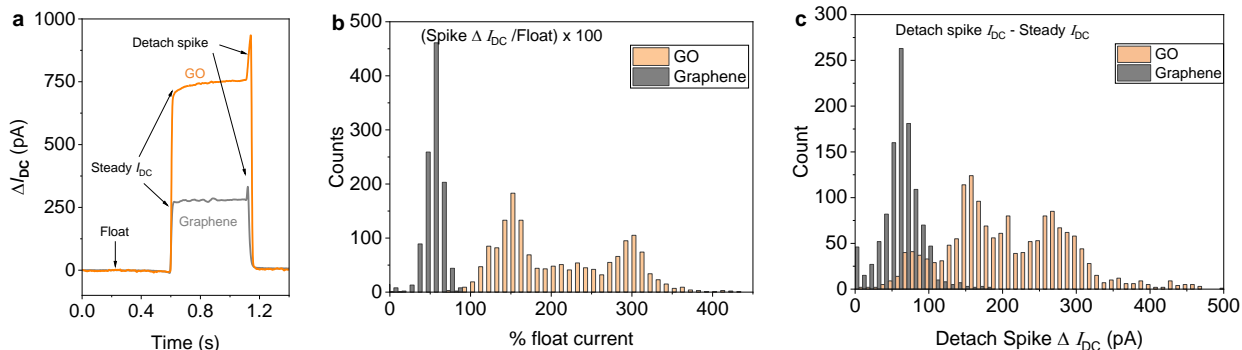 a
1000
750
500
250
0
ΔI_DC (pA)
0.0 0.4 0.8 1.2
Time (s)
Detach spike
GO
Steady I_DC
Graphene
Float
b
(Spike Δ I_DC /Float) x 100
GO
Graphene
500
400
300
200
100
0
Counts
0 100 200 300 400
% float current
c
Detach spike I_DC - Steady I_DC
GO
Graphene
300
250
200
150
100
50
0
Count
0 100 200 300 400 500
Detach Spike Δ I_DC (pA)